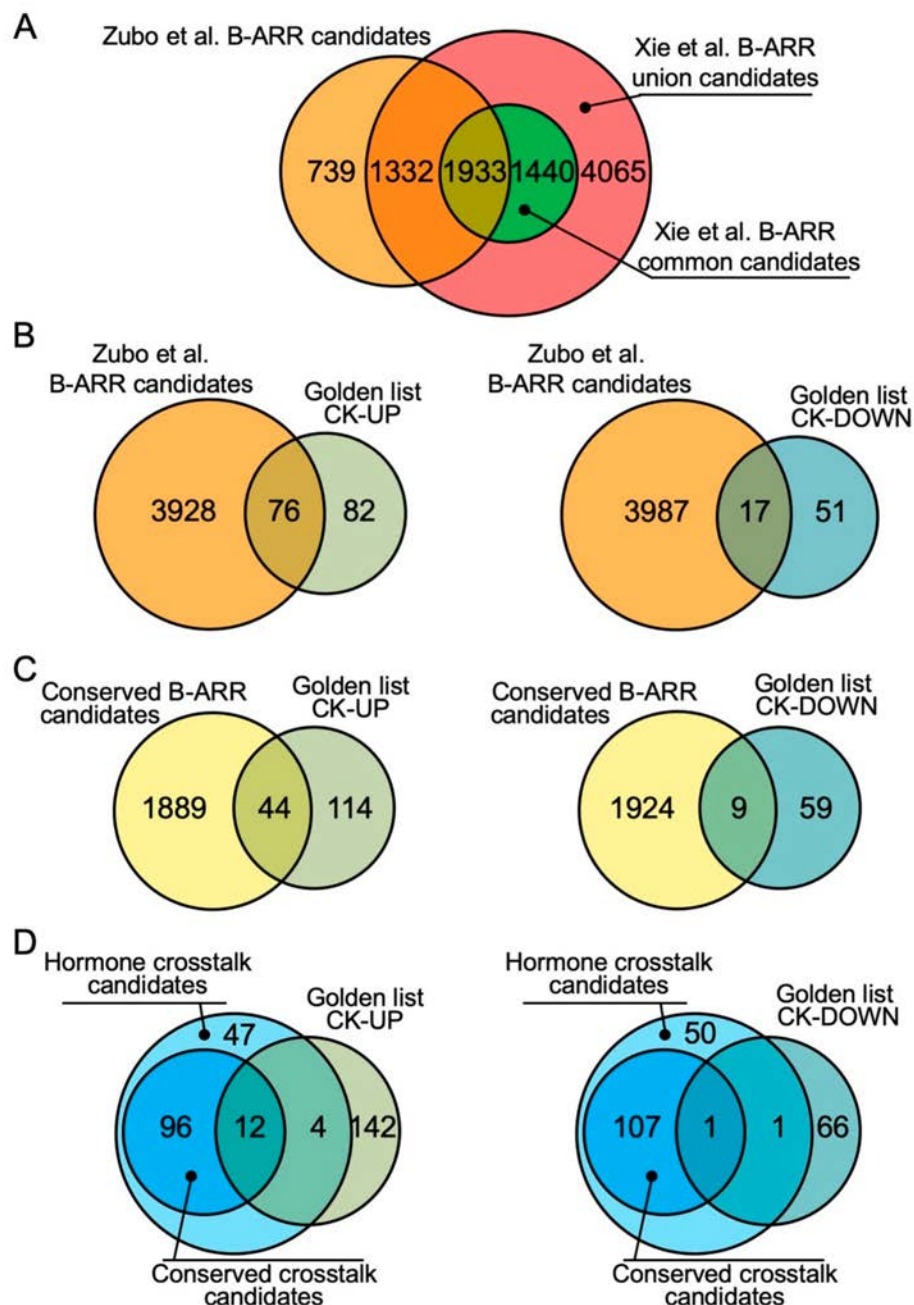 A
Zubo et al. B-ARR candidates
Xie et al. B-ARR
union candidates
739
1332
1933
1440
4065
Xie et al. B-ARR
common candidates
B
Zubo et al.
B-ARR candidates
Golden list
CK-UP
3928
76
82
Zubo et al.
B-ARR candidates
Golden list
CK-DOWN
3987
17
51
C
Conserved B-ARR
candidates
Golden list
CK-UP
1889
44
114
Conserved B-ARR
candidates
Golden list
CK-DOWN
1924
9
59
D
Hormone crosstalk
candidates
Golden list
CK-UP
47
96
12
4
142
Conserved crosstalk
candidates
Hormone crosstalk
candidates
Golden list
CK-DOWN
50
107
1
1
66
Conserved crosstalk
candidates